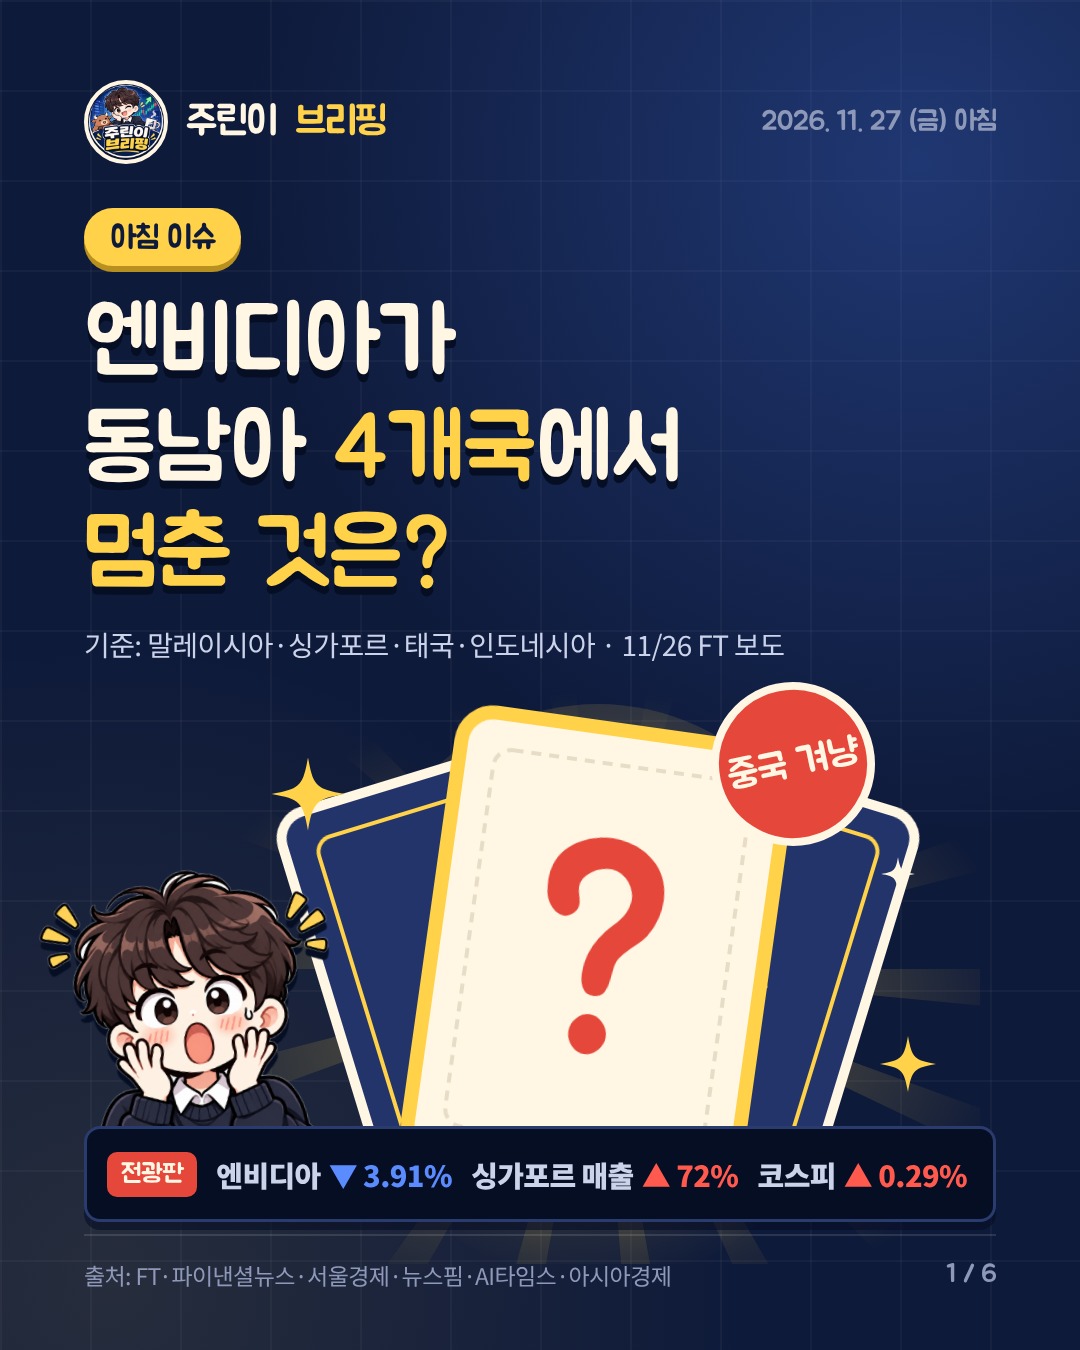 주린이 브리핑
주린이 브리핑
2026. 11. 27 (금) 아침
아침 이슈
엔비디아가
동남아 4개국에서
멈춘 것은?
기준: 말레이시아·싱가포르·태국·인도네시아 · 11/26 FT 보도
중국 겨냥
?
전광판 엔비디아 ▼ 3.91% 싱가포르 매출 ▲ 72% 코스피 ▲ 0.29%
출처: FT·파이낸셜뉴스·서울경제·뉴스핌·AI타임스·아시아경제
1 / 6